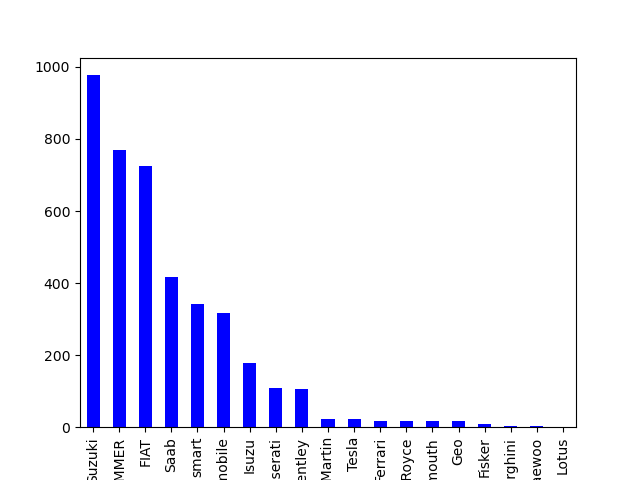 1000
800
600
400
200
0
Suzuki
MMER
FIAT
Saab
smart
mobile
Isuzu
serati
entley
Martin
Tesla
Ferrari
Royce
mouth
Geo
Fisker
rghini
aewoo
Lotus